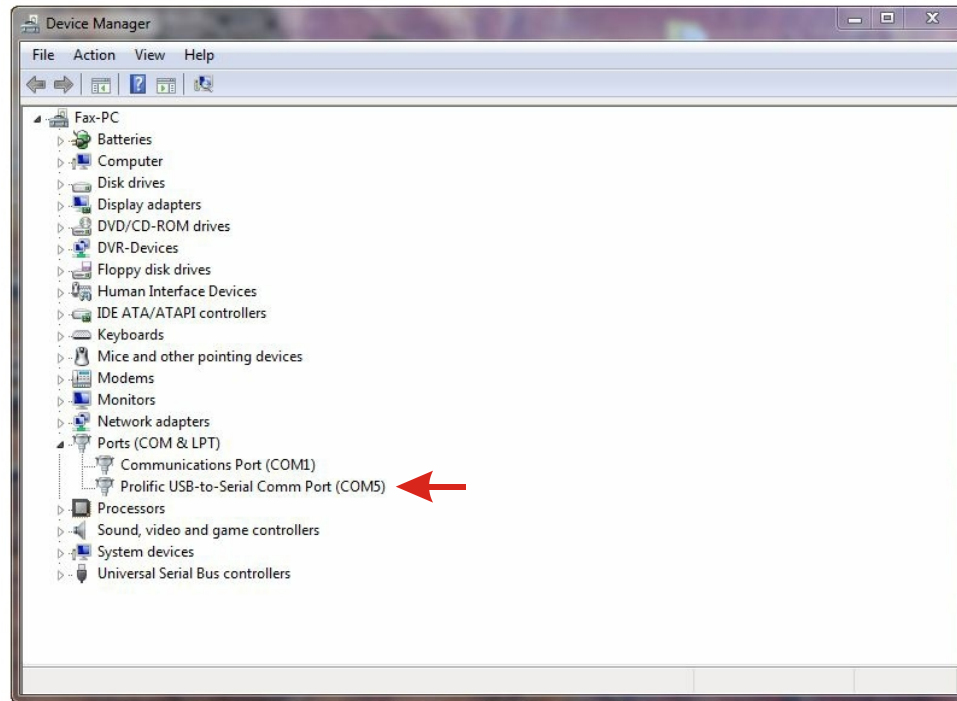 Device Manager
File Action View Help
Fax-PC
Batteries
Computer
Disk drives
Display adapters
DVD/CD-ROM drives
DVR-Devices
Floppy disk drives
Human Interface Devices
IDE ATA/ATAPI controllers
Keyboards
Mice and other pointing devices
Modems
Monitors
Network adapters
Ports (COM & LPT)
Communications Port (COM1)
Prolific USB-to-Serial Comm Port (COM5)
Processors
Sound, video and game controllers
System devices
Universal Serial Bus controllers